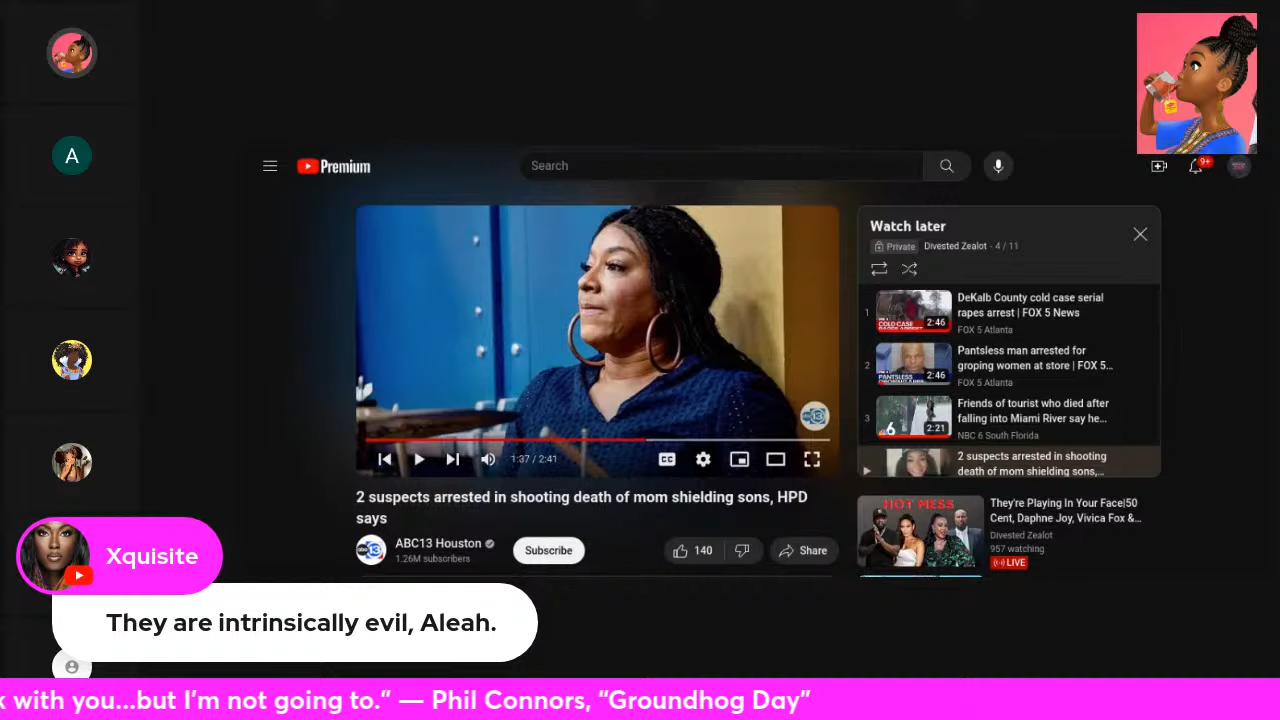 A
Premium
Search
9+
Watch later
Private
Divested Zealot - 4 / 11
1
2:46
DeKalb County cold case serial
rapes arrest | FOX 5 News
FOX 5 Atlanta
2
2:46
Pantsless man arrested for
groping women at store | FOX 5...
FOX 5 Atlanta
3
6
2:21
Friends of tourist who died after
falling into Miami River say he...
NBC 6 South Florida
2 suspects arrested in shooting
death of mom shielding sons,...
1:37 / 2:41
CC
2 suspects arrested in shooting death of mom shielding sons, HPD
says
ABC13 Houston
1.26M subscribers
Subscribe
140
Share
HOT MESS
They're Playing In Your Face|50
Cent, Daphne Joy, Vivica Fox &...
Divested Zealot
957 watching
LIVE
Xquisite
They are intrinsically evil, Aleah.
with you...but I'm not going to.” — Phil Connors, “Groundhog Day”